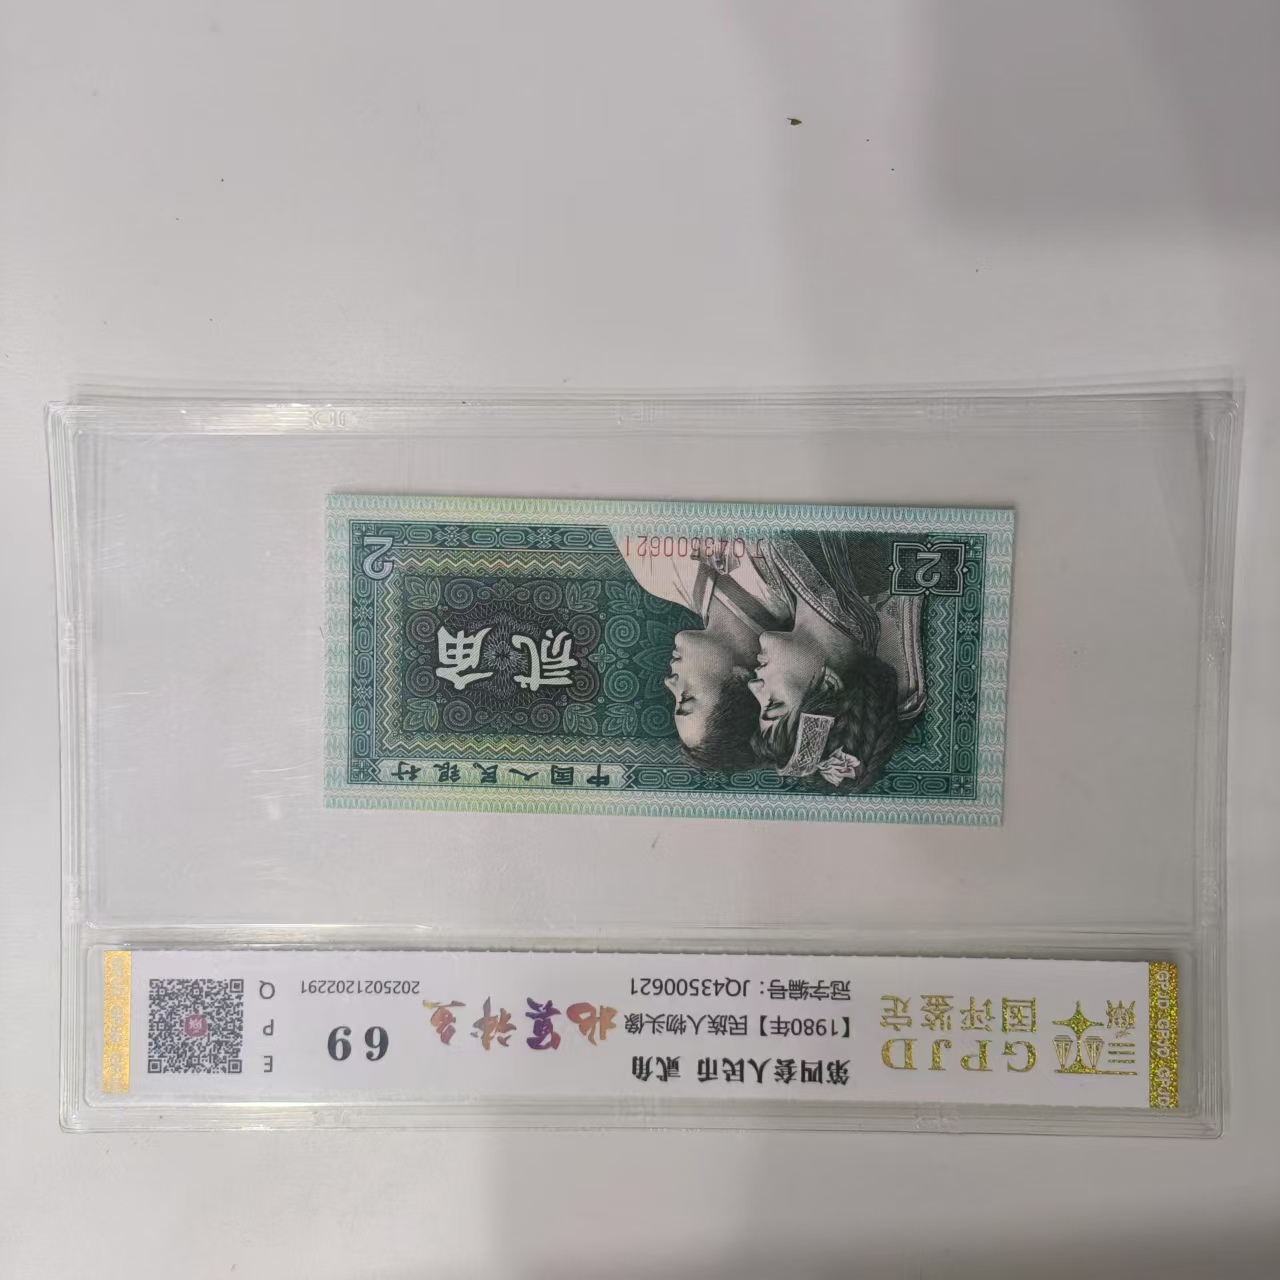 GPJD
国评鉴定
第四套人民币 贰角
【1980年】民族人物头像
冠字编号：JQ43500621
69
2025021202291
E
P
Q
中国人民银行
贰角
2
JQ43500621
2